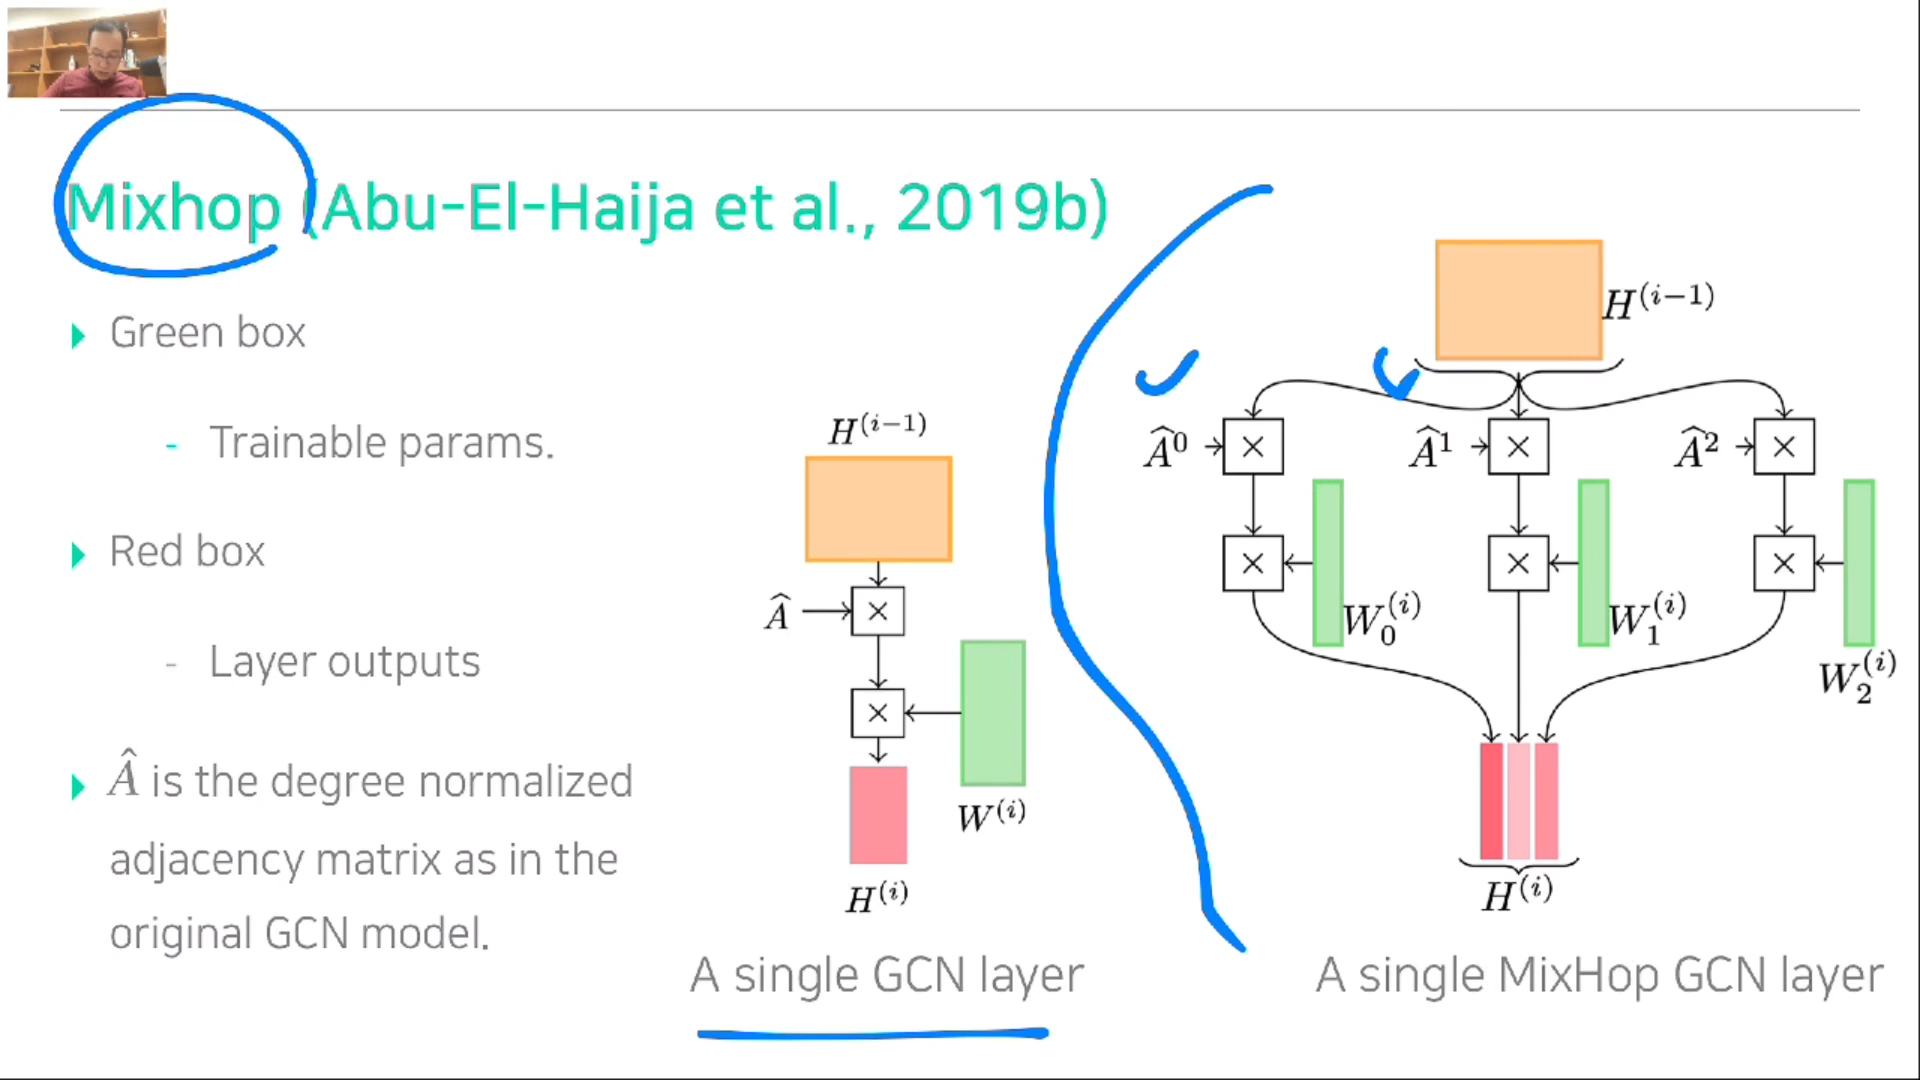 Mixhop (Abu-El-Haija et al., 2019b)
Green box
- Trainable params.
Red box
- Layer outputs
Â is the degree normalized
adjacency matrix as in the
original GCN model.
H^(i−1)
Â
×
×
W^(i)
H^(i)
A single GCN layer
H^(i−1)
Â^0 × Â^1 × Â^2 ×
× × ×
W_0^(i) W_1^(i) W_2^(i)
H^(i)
A single MixHop GCN layer